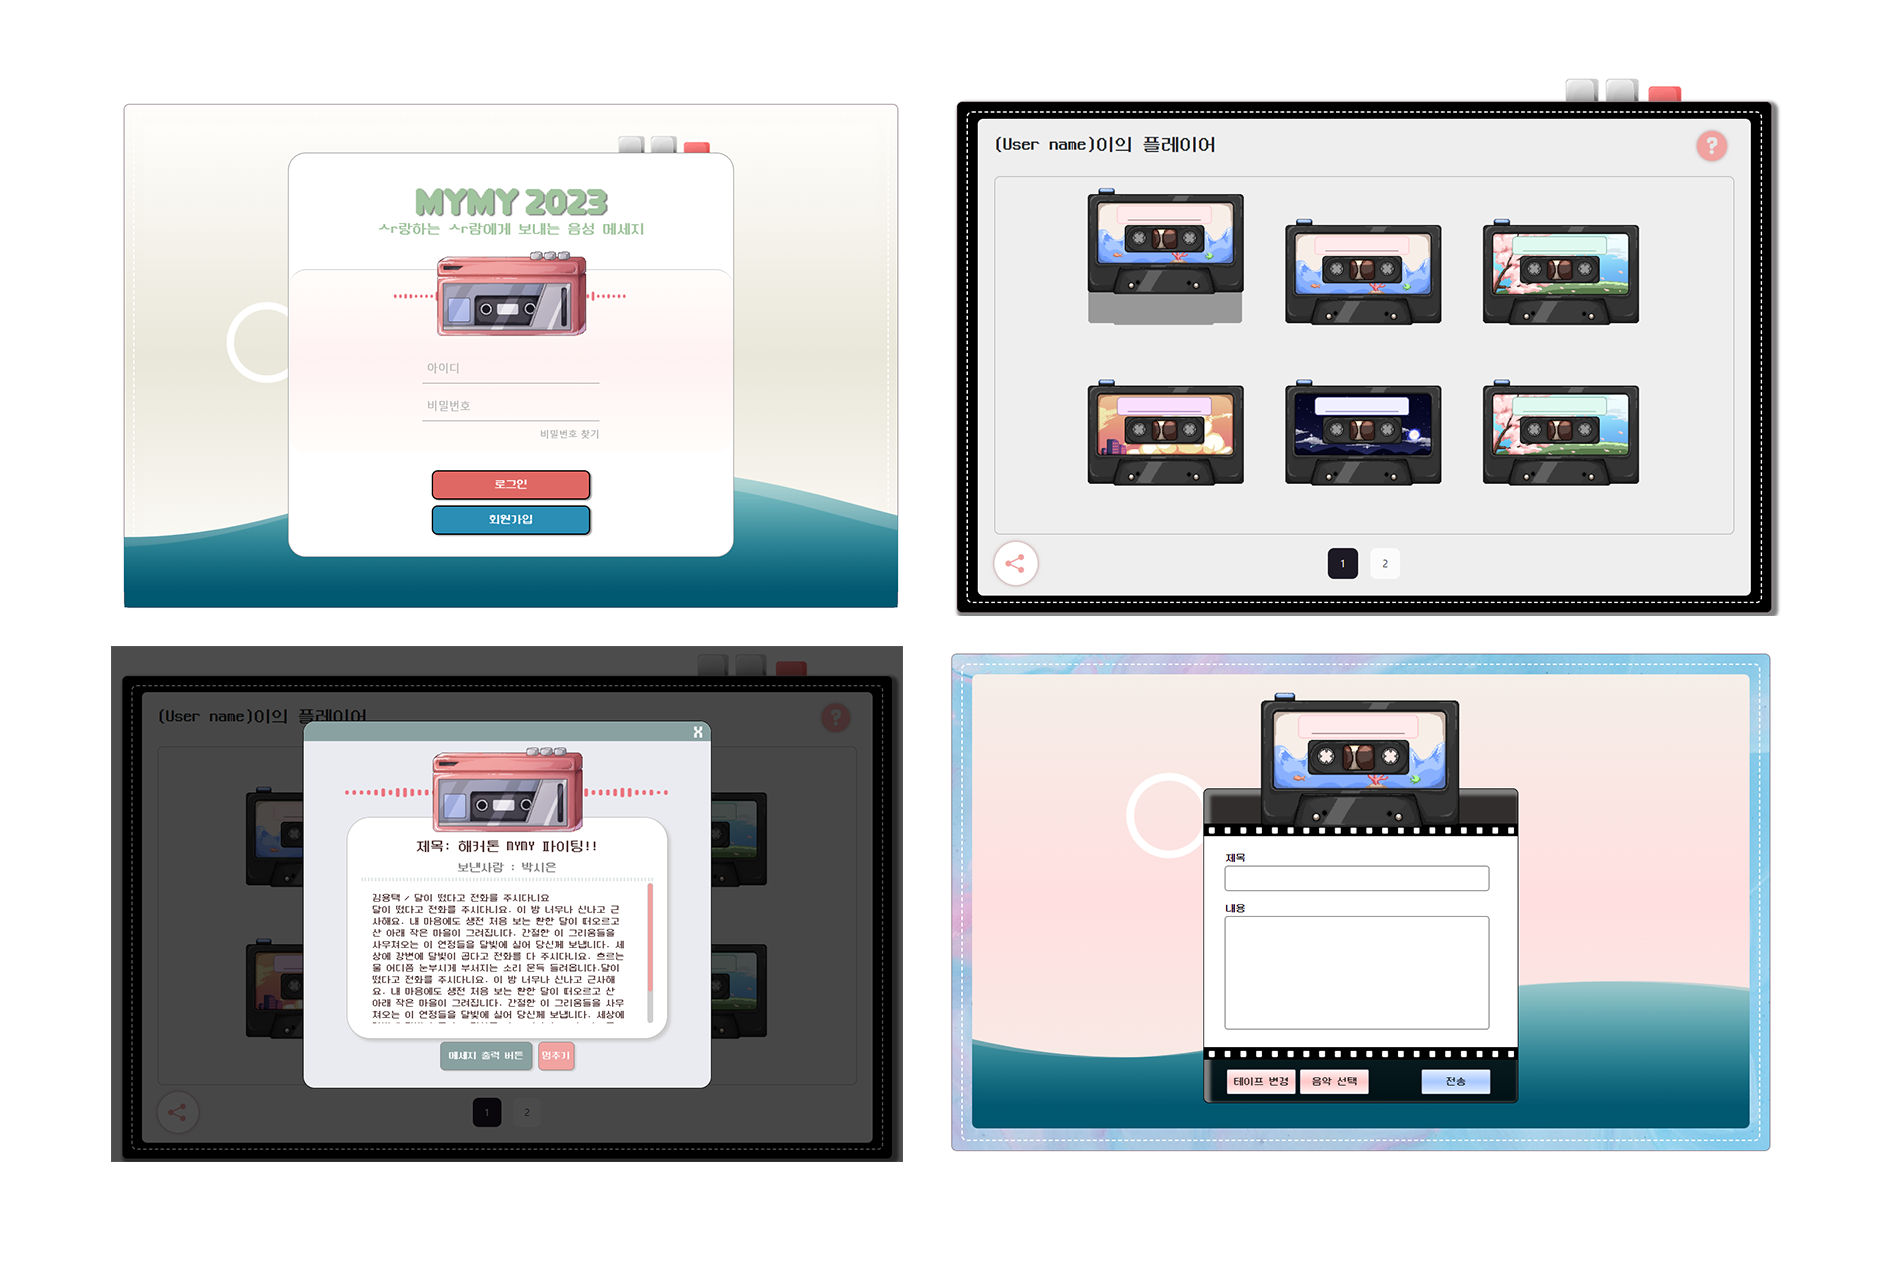 MYMY 2023
ㅅr랑하는 ㅅr람에게 보내는 음성 메세지
아이디
비밀번호
비밀번호 찾기
로그인
회원가입
(User name)이의 플레이어
?
1
2
(User name)이의 플레이어
?
X
제목: 해커톤 MYMY 파이팅!!
보낸사람 : 박시은
김용택 / 달이 떴다고 전화를 주시다니요
달이 떴다고 전화를 주시다니요. 이 밤 너무나 신나고 근
사해요. 내 마음에도 생전 처음 보는 환한 달이 떠오르고
산 아래 작은 마을이 그려집니다. 간절한 이 그리움들을
사무쳐오는 이 연정들을 달빛에 실어 당신께 보냅니다. 세
상에 강변에 달빛이 곱다고 전화를 다 주시다니요. 흐르는
물 어디쯤 눈부시게 부서지는 소리 문득 들려옵니다.달이
떴다고 전화를 주시다니요. 이 밤 너무나 신나고 근사해
요. 내 마음에도 생전 처음 보는 환한 달이 떠오르고 산
아래 작은 마을이 그려집니다. 간절한 이 그리움들을 사무
쳐오는 이 연정들을 달빛에 실어 당신께 보냅니다. 세상에
메세지 출력 버튼
멈추기
1
2
제목
내용
테이프 변경
음악 선택
전송